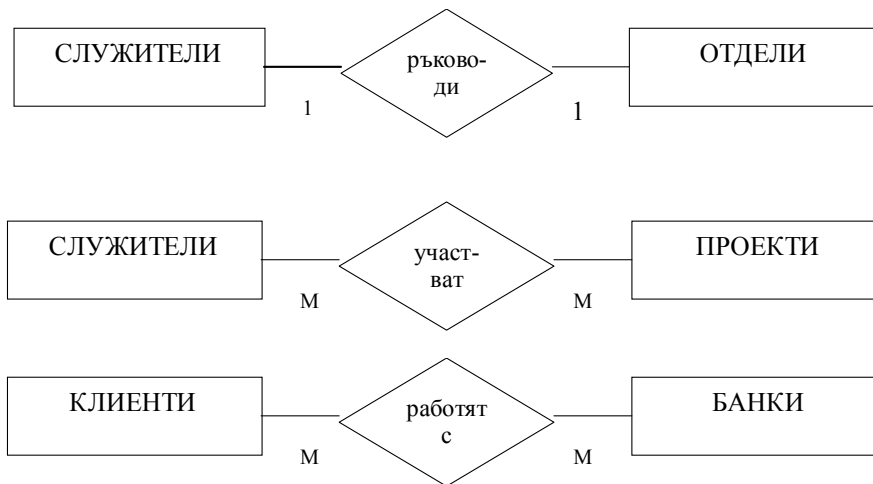 СЛУЖИТЕЛИ
ръково-
ди
ОТДЕЛИ
1
1
СЛУЖИТЕЛИ
участ-
ват
ПРОЕКТИ
М
М
КЛИЕНТИ
работят
с
БАНКИ
М
М